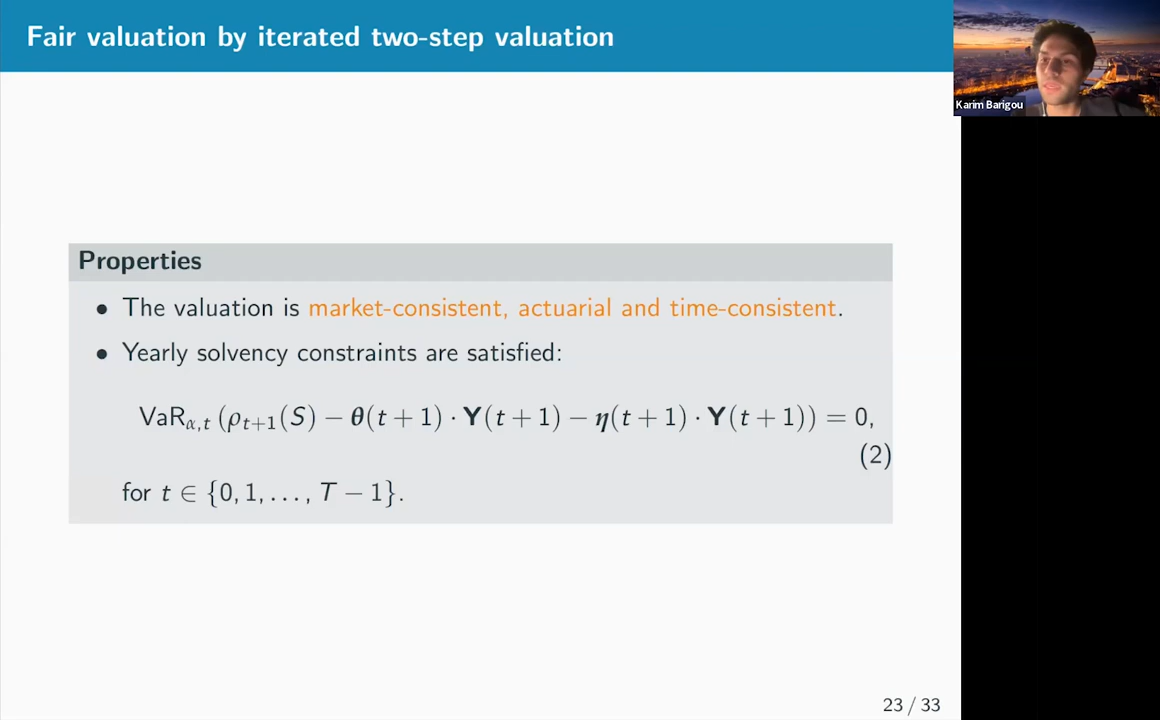 Fair valuation by iterated two-step valuation
Karim Barigou
Properties
• The valuation is market-consistent, actuarial and time-consistent.
• Yearly solvency constraints are satisfied:
VaR_{α,t} (ρ_{t+1}(S) − θ(t + 1) · Y(t + 1) − η(t + 1) · Y(t + 1)) = 0,
(2)
for t ∈ {0, 1, . . . , T − 1}.
23 / 33